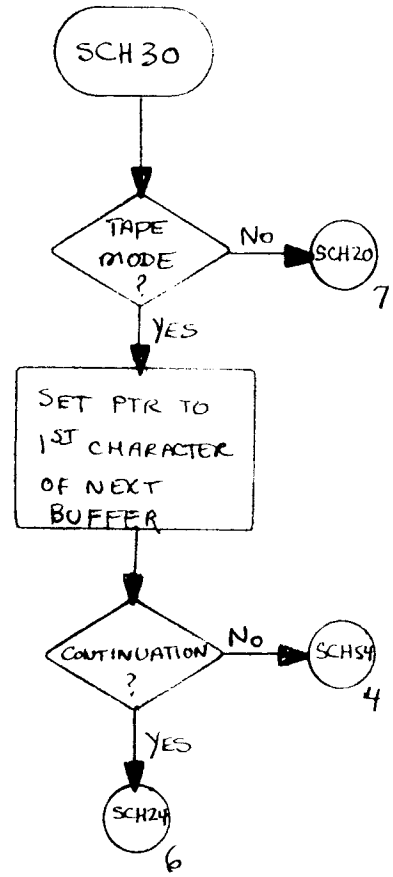 SCH30
TAPE
MODE
?
No
SCH20
7
YES
SET PTR TO
1ST CHARACTER
OF NEXT
BUFFER
CONTINUATION
?
No
SCH54
4
YES
SCH24
6